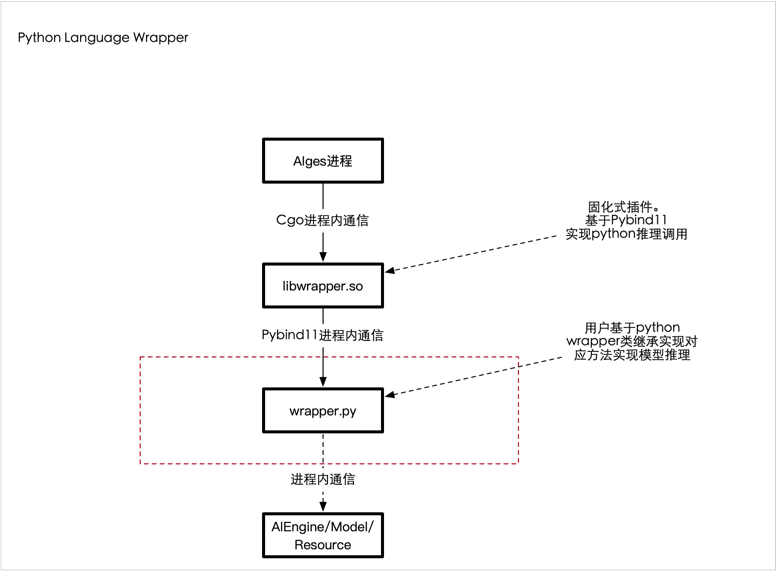 Python Language Wrapper
AIges进程
Cgo进程内通信
固化式插件。
基于Pybind11
实现python推理调用
libwrapper.so
Pybind11进程内通信
用户基于python
wrapper类继承实现对
应方法实现模型推理
wrapper.py
进程内通信
AIEngine/Model/
Resource